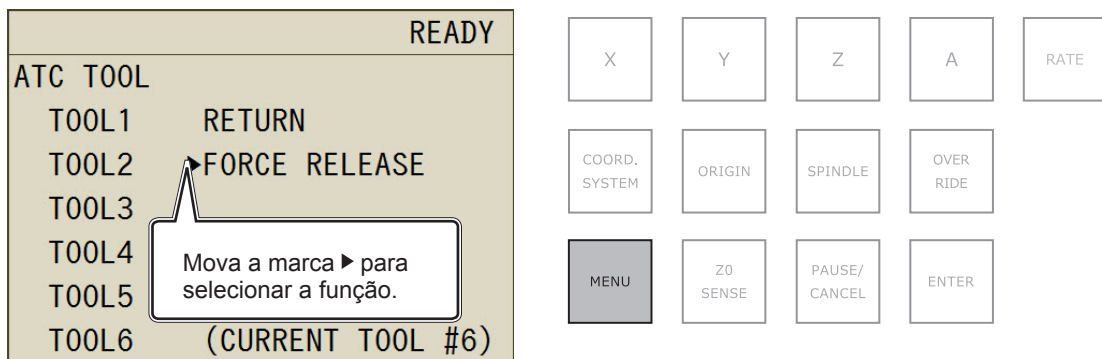 READY
ATC TOOL
TOOL1 RETURN
TOOL2 ▶FORCE RELEASE
TOOL3
TOOL4
TOOL5
TOOL6 (CURRENT TOOL #6)
Mova a marca ▶ para
selecionar a função.
X Y Z A RATE
COORD.
SYSTEM
ORIGIN
SPINDLE
OVER
RIDE
MENU
Z0
SENSE
PAUSE/
CANCEL
ENTER